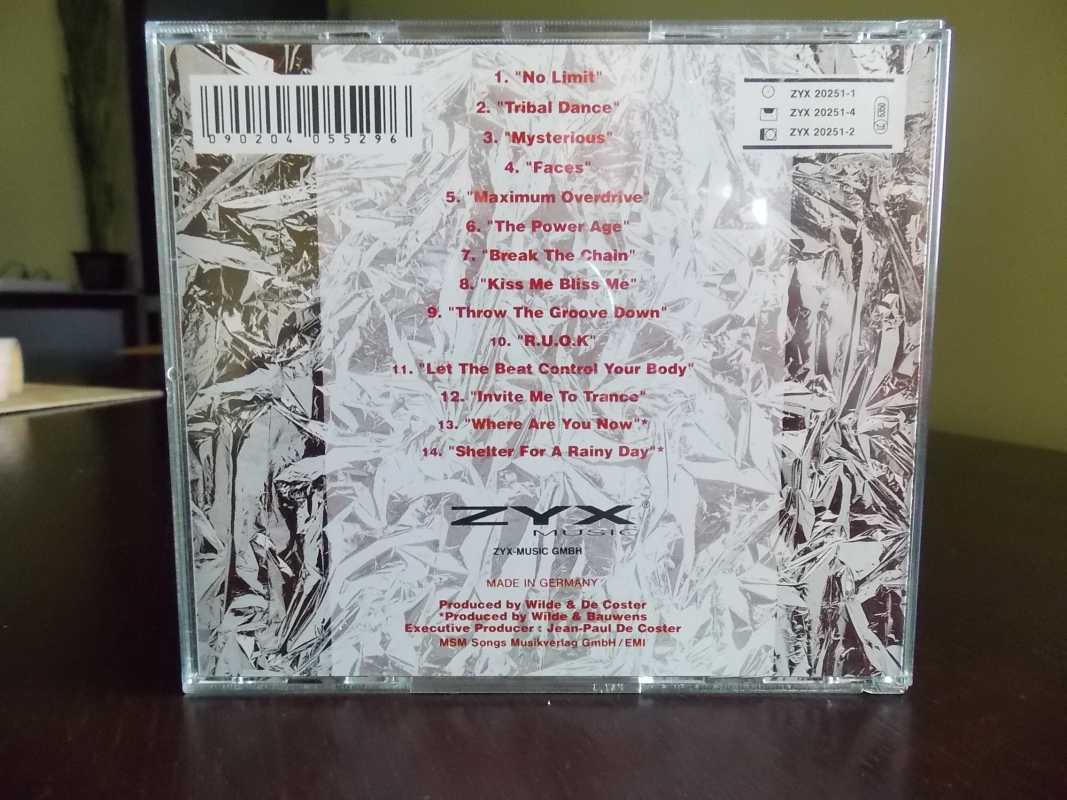 1. "No Limit"
2. "Tribal Dance"
3. "Mysterious"
4. "Faces"
5. "Maximum Overdrive"
6. "The Power Age"
7. "Break The Chain"
8. "Kiss Me Bliss Me"
9. "Throw The Groove Down"
10. "R.U.O.K"
11. "Let The Beat Control Your Body"
12. "Invite Me To Trance"
13. "Where Are You Now"*
14. "Shelter For A Rainy Day"*
090204 055296
ZYX 20251-1
ZYX 20251-4
ZYX 20251-2
ZYX®
MUSIC
ZYX-MUSIC GMBH
MADE IN GERMANY
Produced by Wilde & De Coster
*Produced by Wilde & Bauwens
Executive Producer : Jean-Paul De Coster
MSM Songs Musikverlag GmbH/EMI